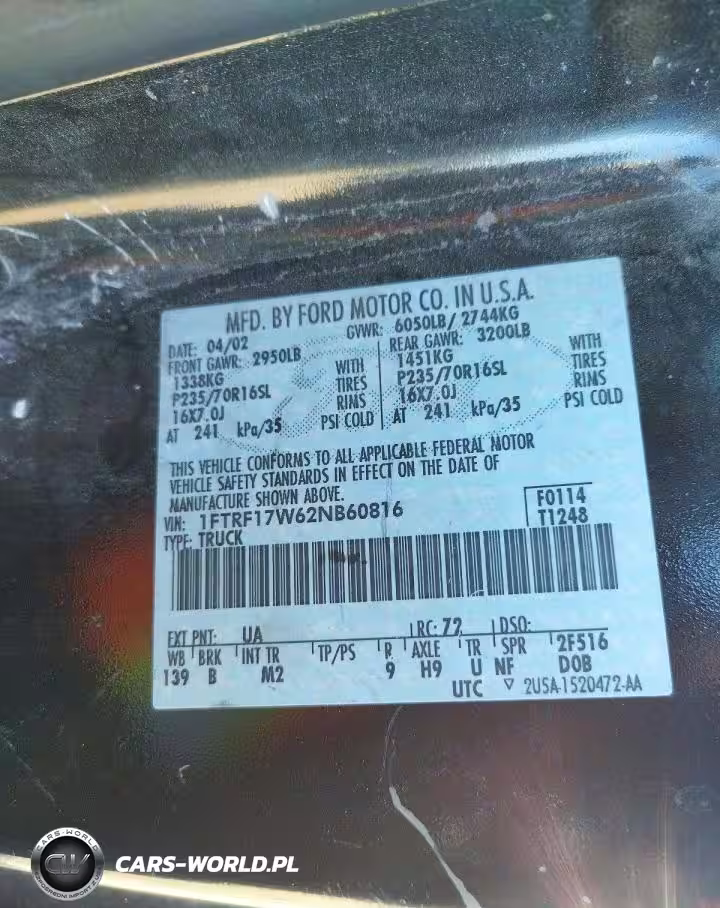 MFD. BY FORD MOTOR CO. IN U.S.A.
DATE: 04/02 GVWR: 6050LB/ 2744KG
FRONT GAWR: 2950LB REAR GAWR: 3200LB
1338KG WITH 1451KG WITH
P235/70R16SL TIRES P235/70R16SL TIRES
16X7.0J RIMS 16X7.0J RIMS
AT 241 kPa/35 PSI COLD AT 241 kPa/35 PSI COLD
THIS VEHICLE CONFORMS TO ALL APPLICABLE FEDERAL MOTOR
VEHICLE SAFETY STANDARDS IN EFFECT ON THE DATE OF
MANUFACTURE SHOWN ABOVE.
VIN: 1FTRF17W62NB60816 F0114
TYPE: TRUCK T1248
EXT PNT: UA RC: 72 DSO:
WB BRK INT TR TP/PS R AXLE TR SPR 2F516
139 B M2 9 H9 U NF DOB
UTC ▽ 2USA-1520472-AA
CARS-WORLD
CW
CARS-WORLD.PL